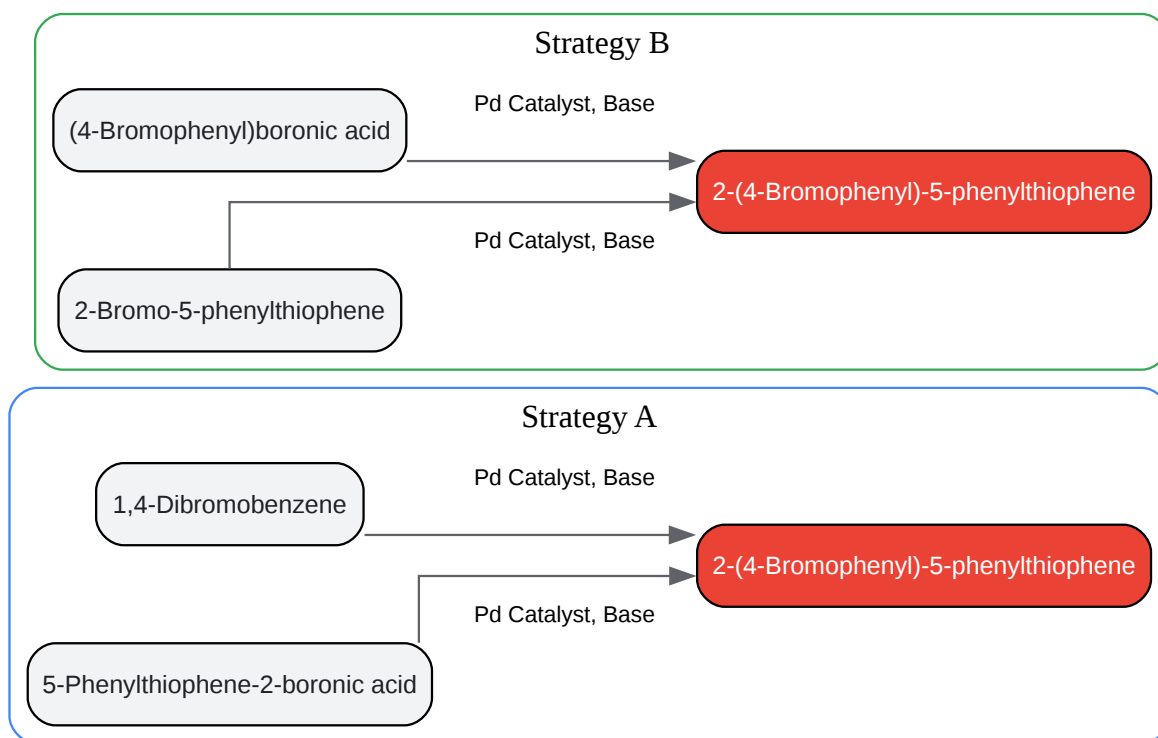 Strategy B
Pd Catalyst, Base
(4-Bromophenyl)boronic acid
2-(4-Bromophenyl)-5-phenylthiophene
Pd Catalyst, Base
2-Bromo-5-phenylthiophene
Strategy A
Pd Catalyst, Base
1,4-Dibromobenzene
2-(4-Bromophenyl)-5-phenylthiophene
Pd Catalyst, Base
5-Phenylthiophene-2-boronic acid